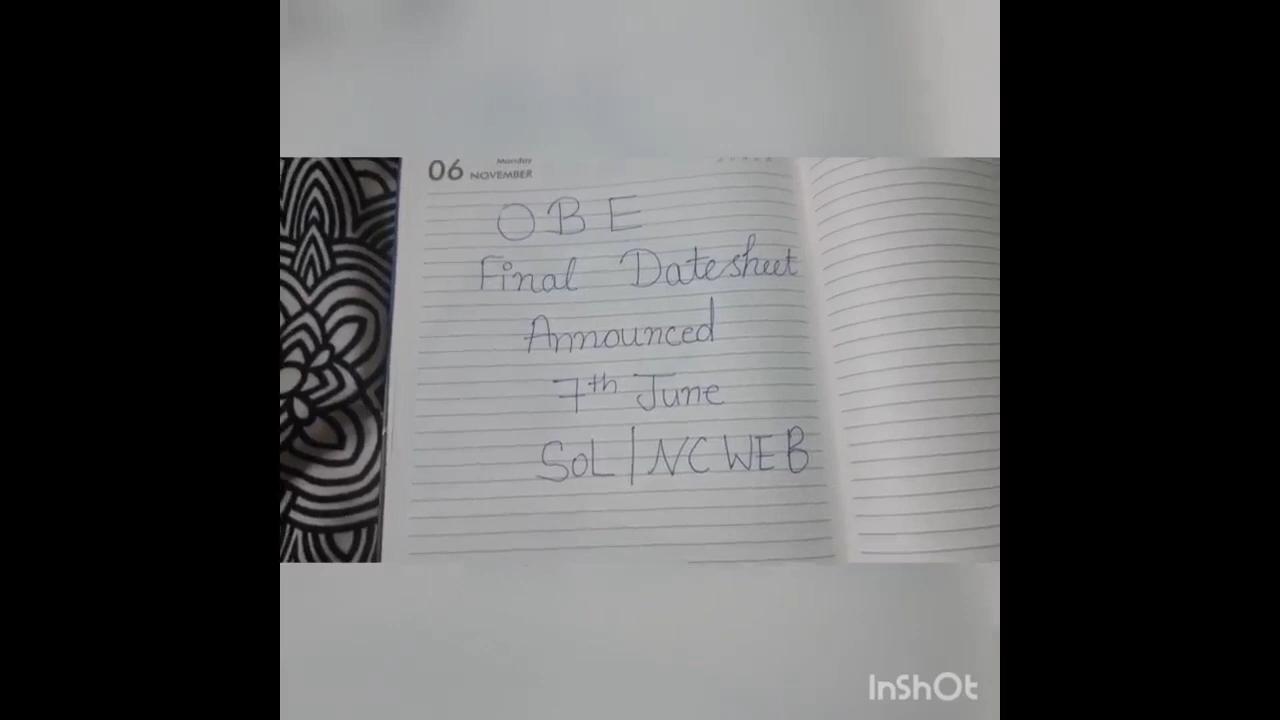 Monday
06 NOVEMBER
OBE
Final Datesheet
Announced
7th June
SOL/NCWEB
InShOt